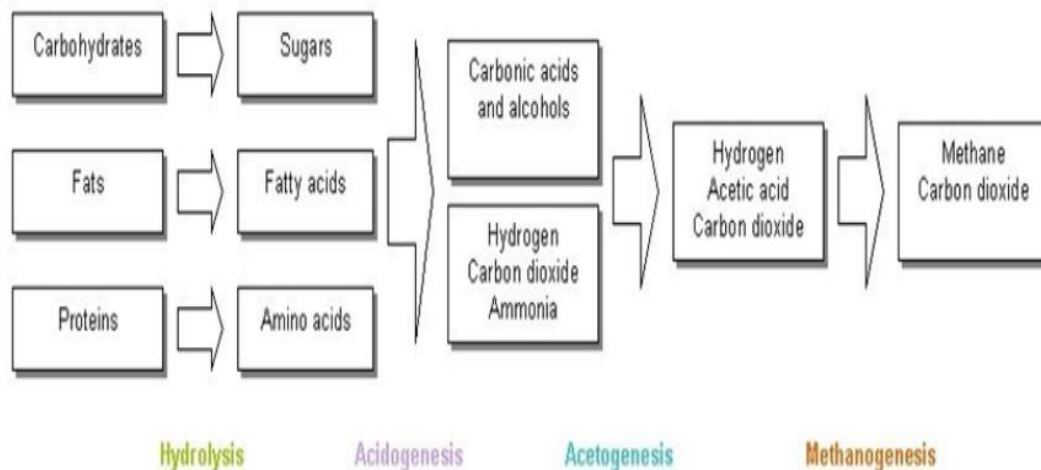 Carbohydrates
Sugars
Fats
Fatty acids
Proteins
Amino acids
Carbonic acids
and alcohols
Hydrogen
Carbon dioxide
Ammonia
Hydrogen
Acetic acid
Carbon dioxide
Methane
Carbon dioxide
Hydrolysis
Acidogenesis
Acetogenesis
Methanogenesis